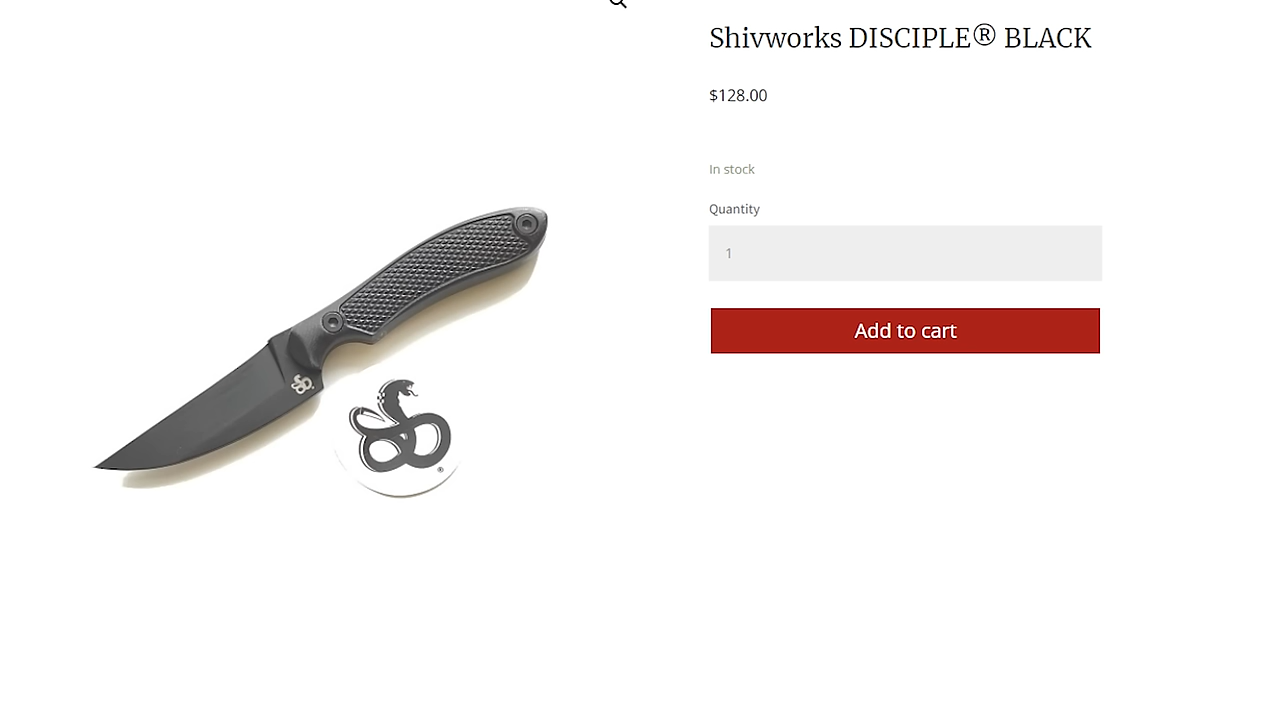 Shivworks DISCIPLE® BLACK
$128.00
In stock
Quantity
1
Add to cart
®